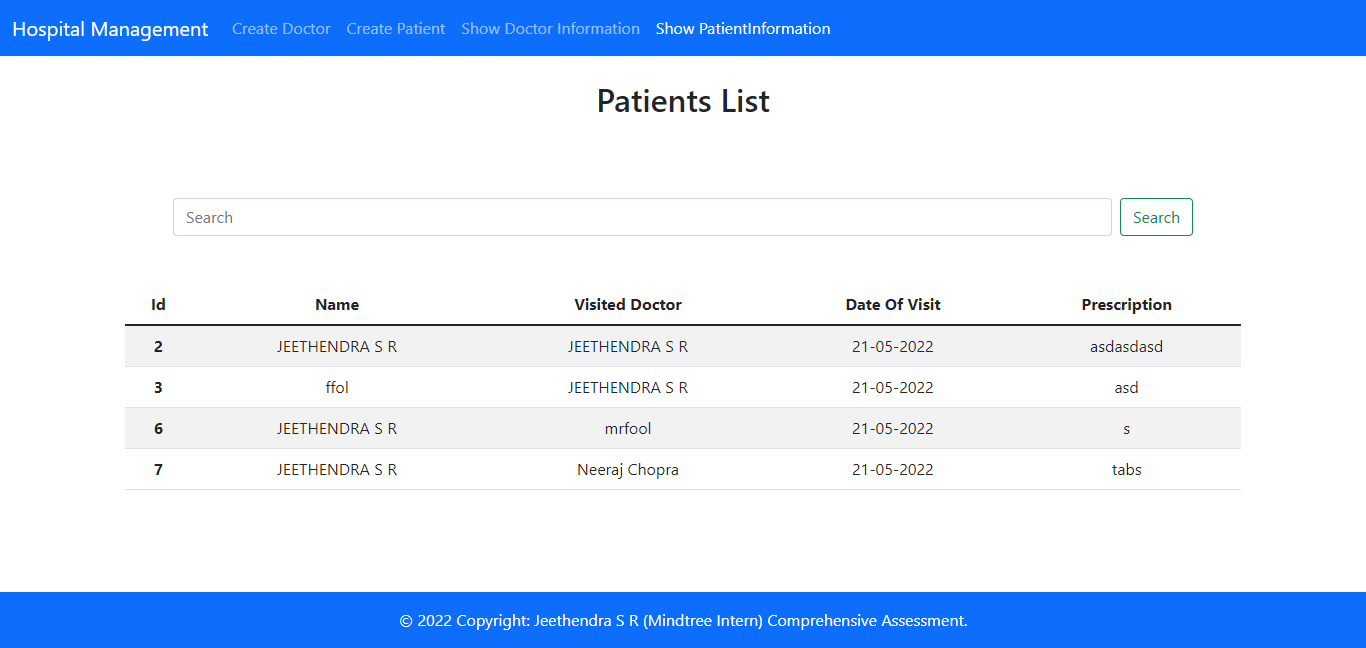 Hospital Management Create Doctor Create Patient Show Doctor Information Show PatientInformation
Patients List
Search Search
Id Name Visited Doctor Date Of Visit Prescription
2 JEETHENDRA S R JEETHENDRA S R 21-05-2022 asdasdasd
3 ffol JEETHENDRA S R 21-05-2022 asd
6 JEETHENDRA S R mrfool 21-05-2022 s
7 JEETHENDRA S R Neeraj Chopra 21-05-2022 tabs
© 2022 Copyright: Jeethendra S R (Mindtree Intern) Comprehensive Assessment.